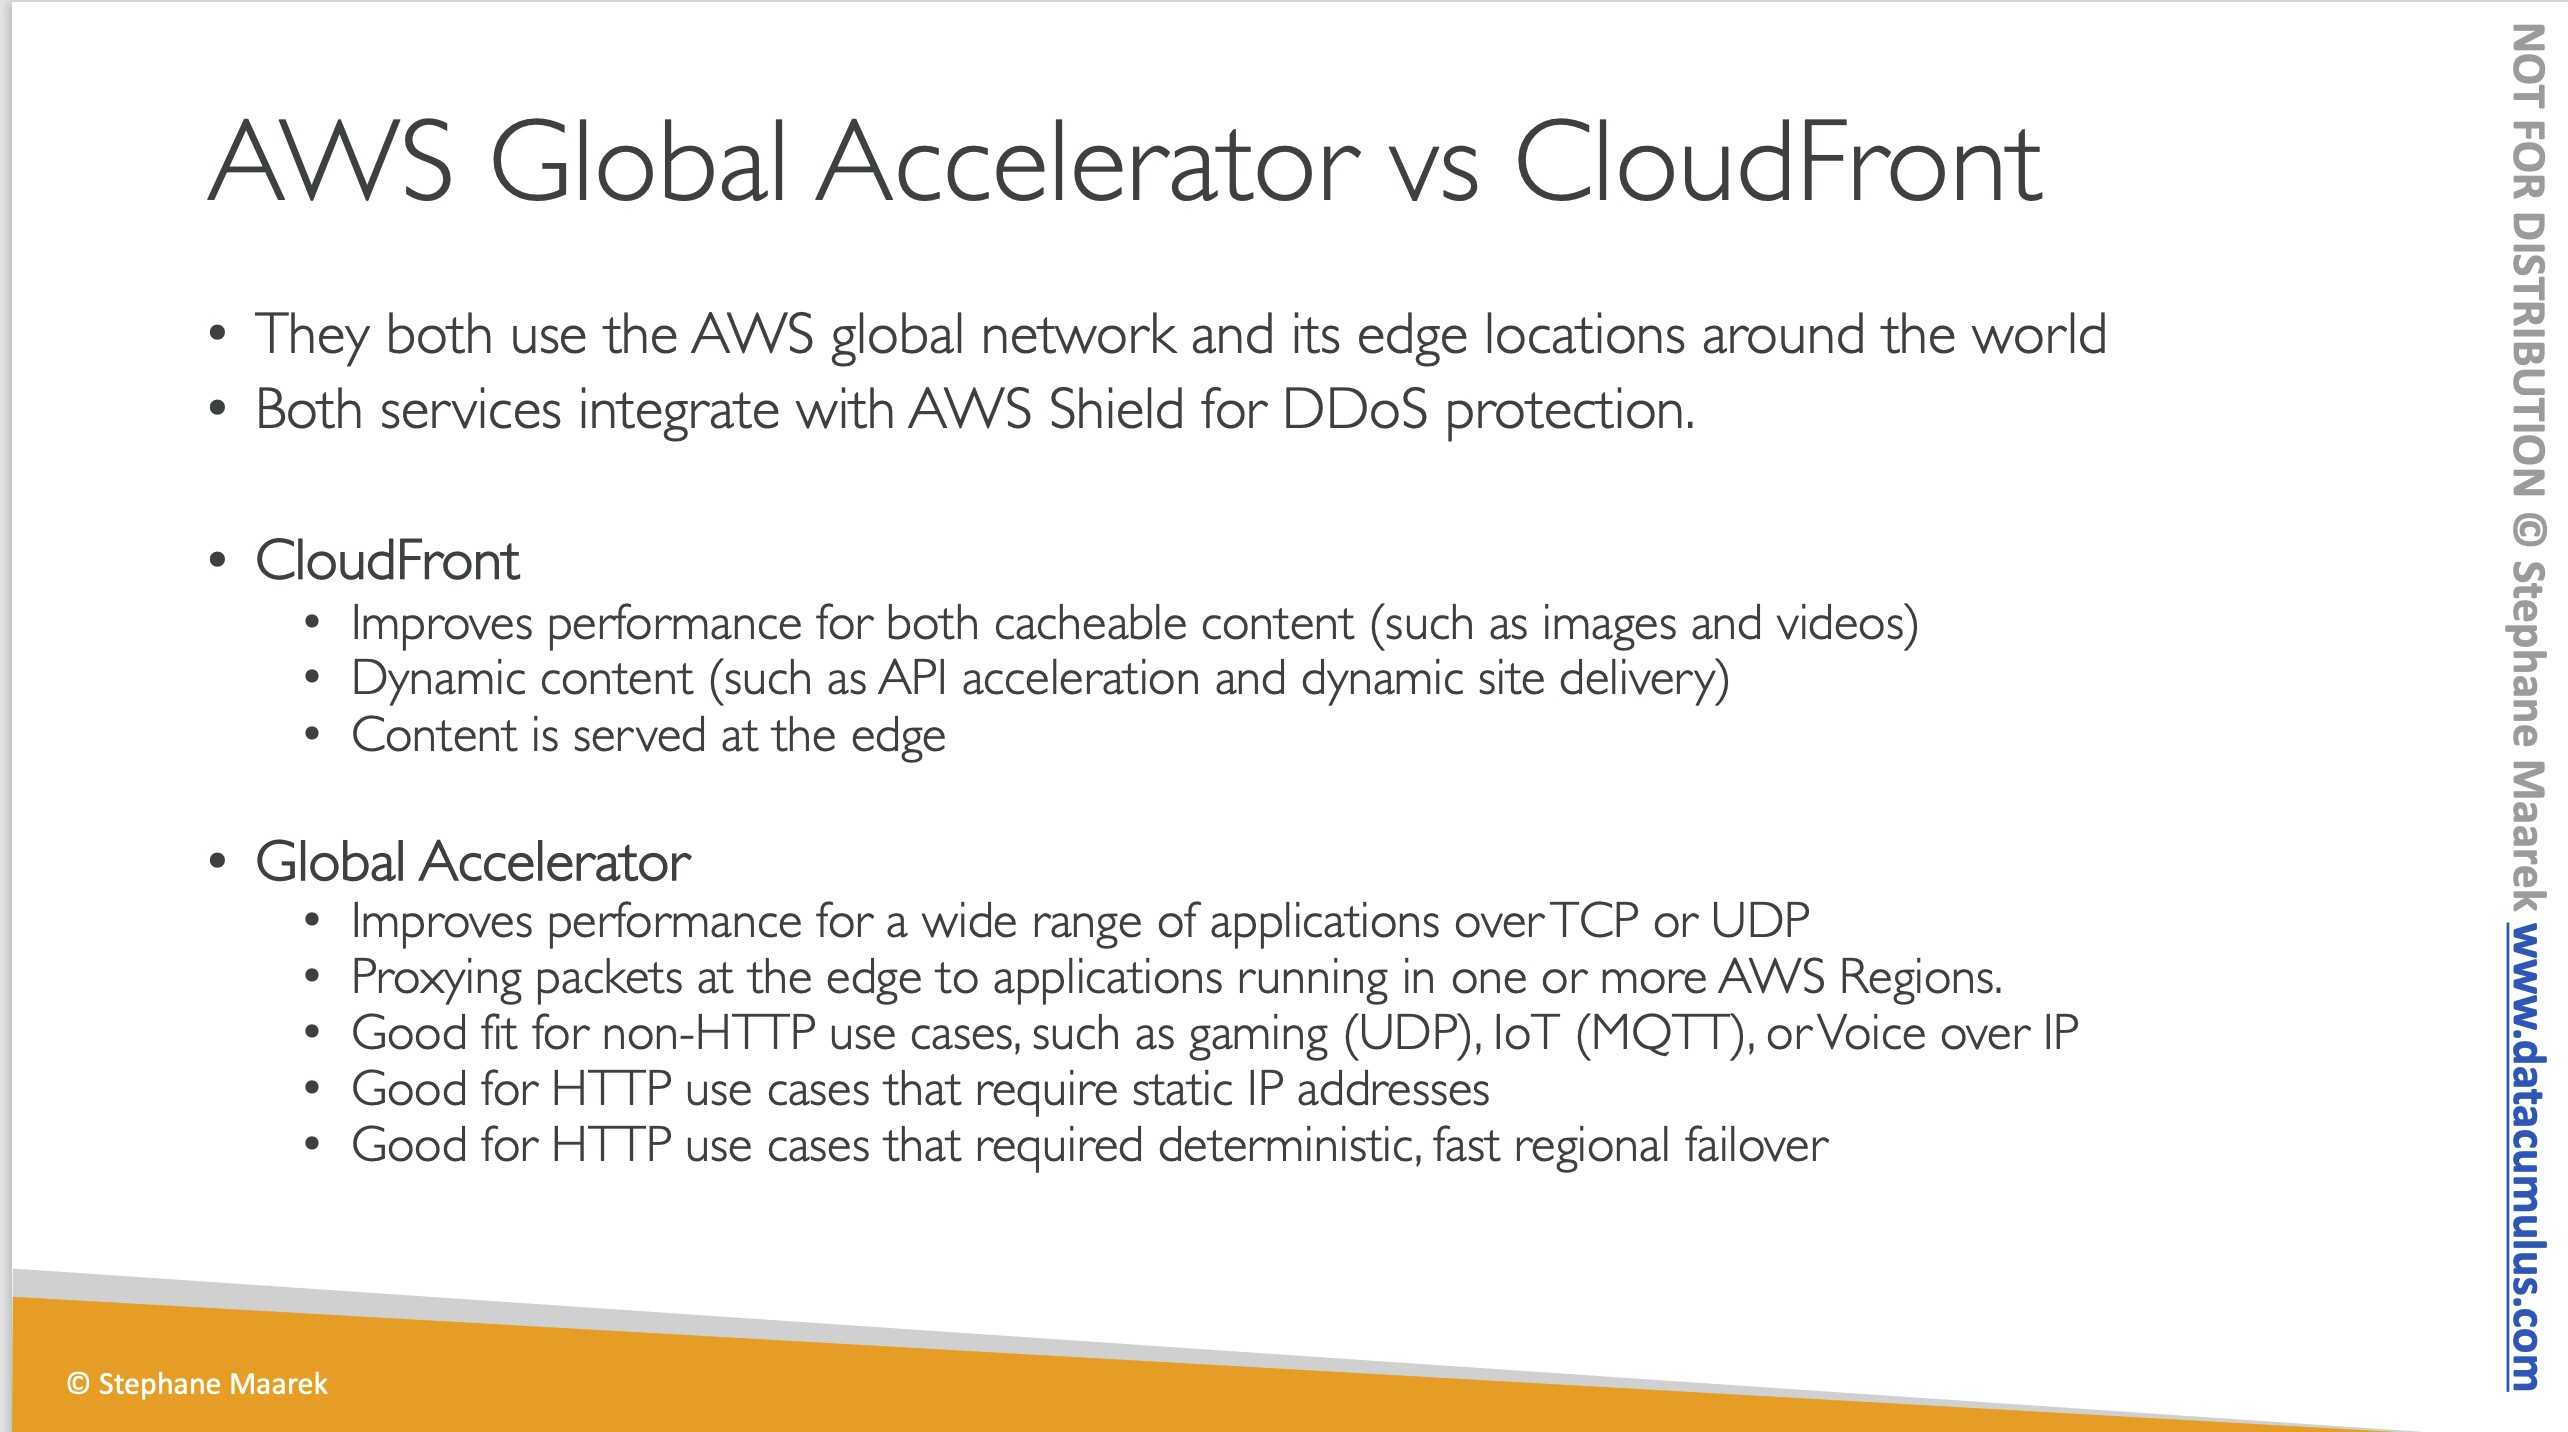 AWS Global Accelerator vs CloudFront
• They both use the AWS global network and its edge locations around the world
• Both services integrate with AWS Shield for DDoS protection.
• CloudFront
• Improves performance for both cacheable content (such as images and videos)
• Dynamic content (such as API acceleration and dynamic site delivery)
• Content is served at the edge
• Global Accelerator
• Improves performance for a wide range of applications over TCP or UDP
• Proxying packets at the edge to applications running in one or more AWS Regions.
• Good fit for non-HTTP use cases, such as gaming (UDP), IoT (MQTT), or Voice over IP
• Good for HTTP use cases that require static IP addresses
• Good for HTTP use cases that required deterministic, fast regional failover
© Stephane Maarek
NOT FOR DISTRIBUTION © Stephane Maarek www.datacumulus.com